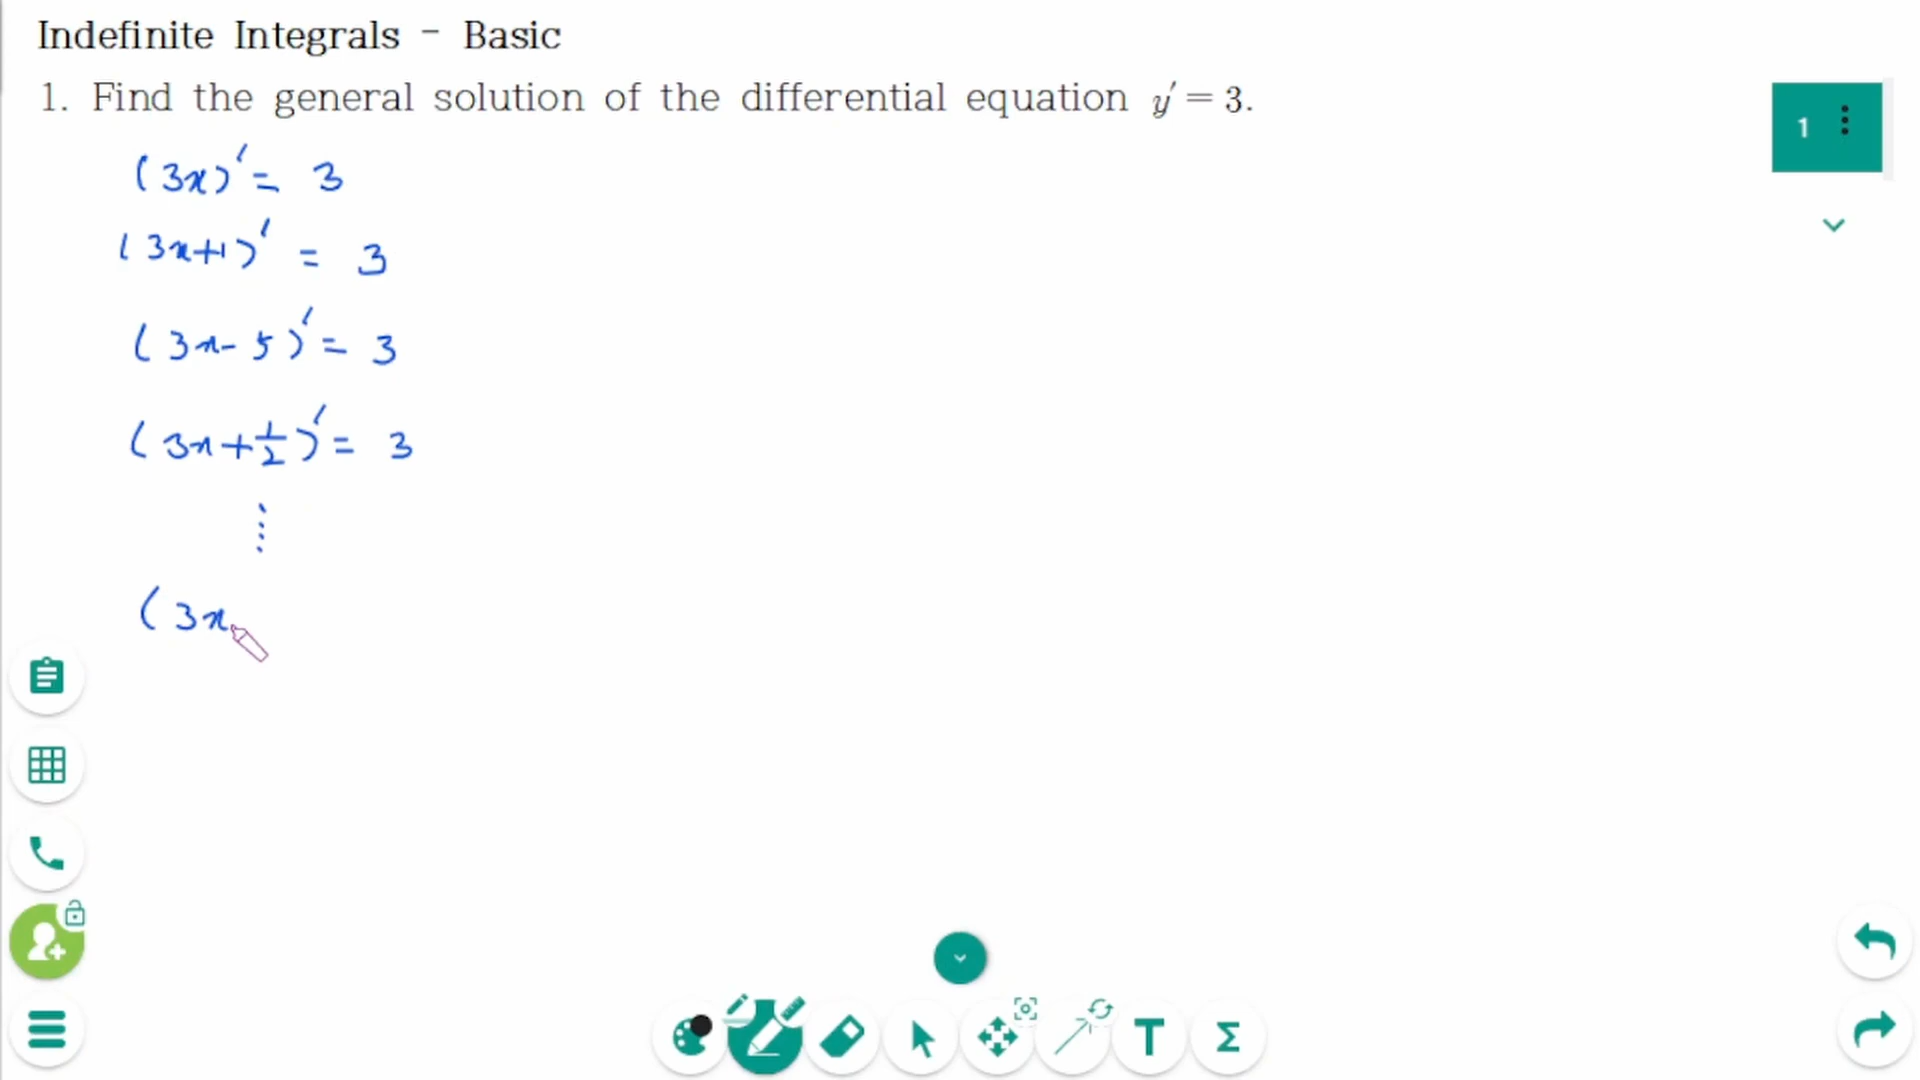 Indefinite Integrals - Basic
1. Find the general solution of the differential equation y′ = 3.
(3x)′ = 3
(3x+1)′ = 3
(3x-5)′ = 3
(3x+1/2)′ = 3
⋮
(3x
1
T
Σ